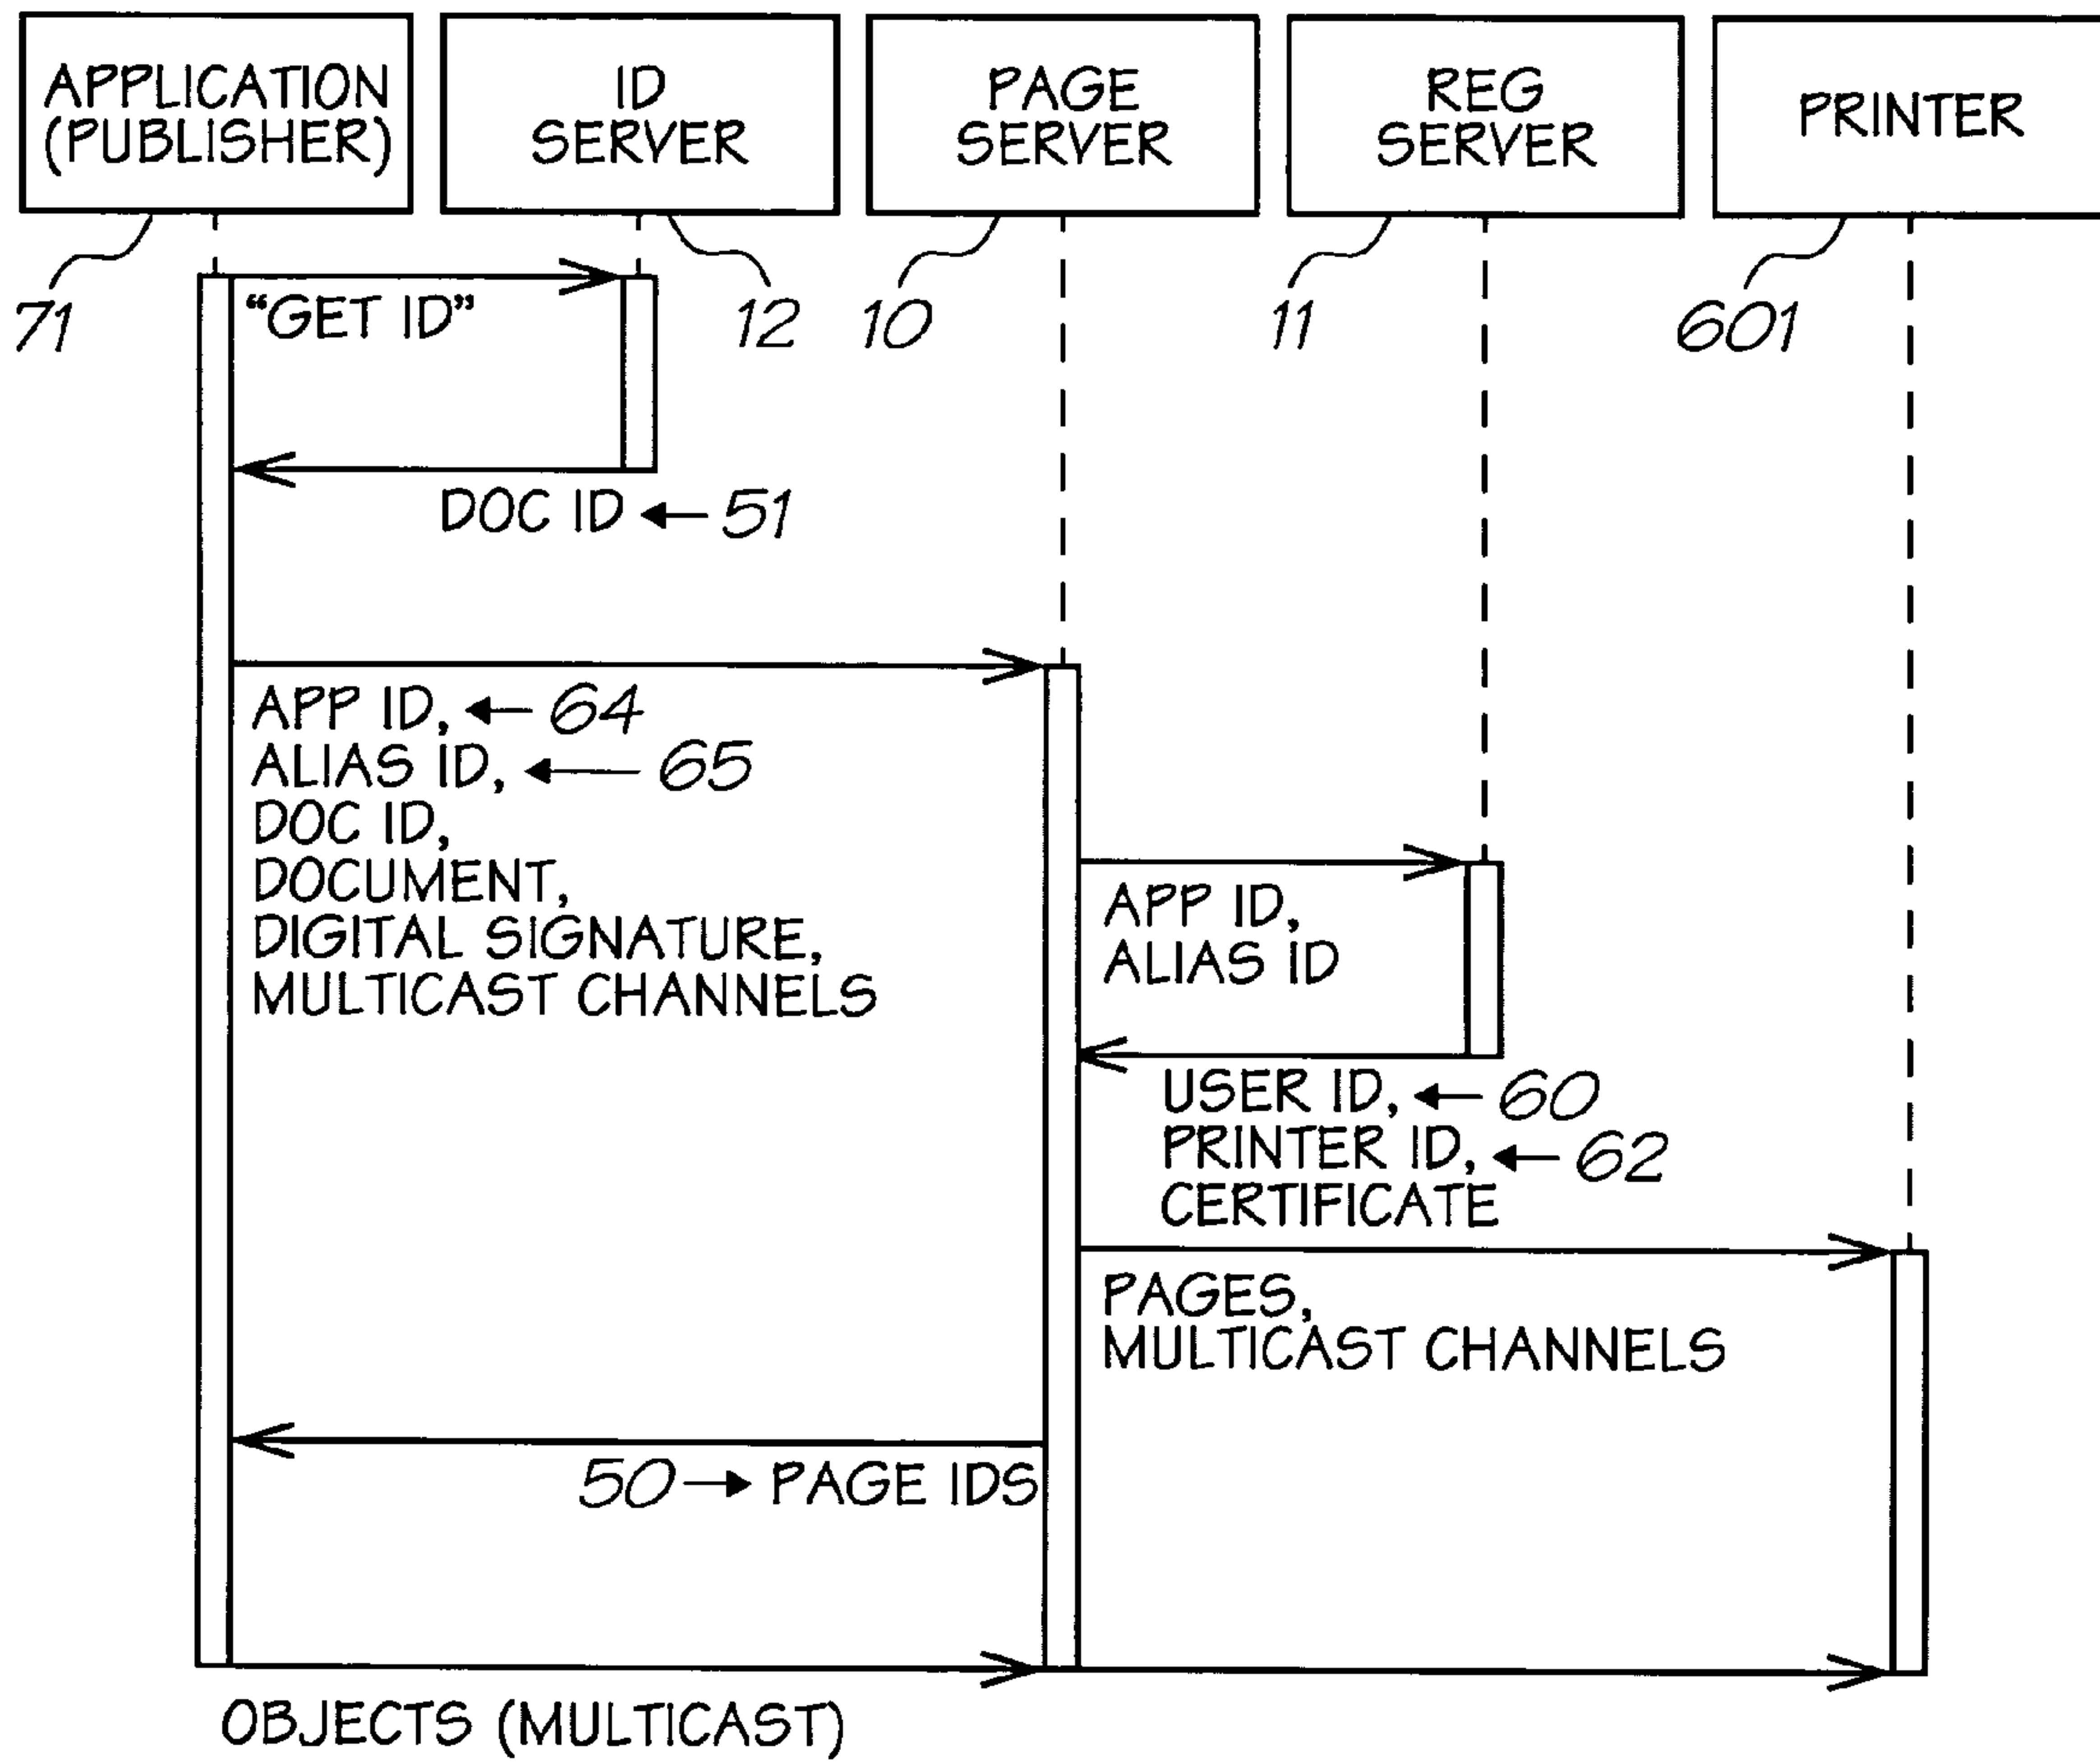 APPLICATION
(PUBLISHER)
ID
SERVER
PAGE
SERVER
REG
SERVER
PRINTER
71
12
10
11
601
“GET ID”
DOC ID 51
APP ID, 64
ALIAS ID, 65
DOC ID,
DOCUMENT,
DIGITAL SIGNATURE,
MULTICAST CHANNELS
APP ID,
ALIAS ID
USER ID, 60
PRINTER ID, 62
CERTIFICATE
PAGES,
MULTICAST CHANNELS
50 PAGE IDS
OBJECTS (MULTICAST)